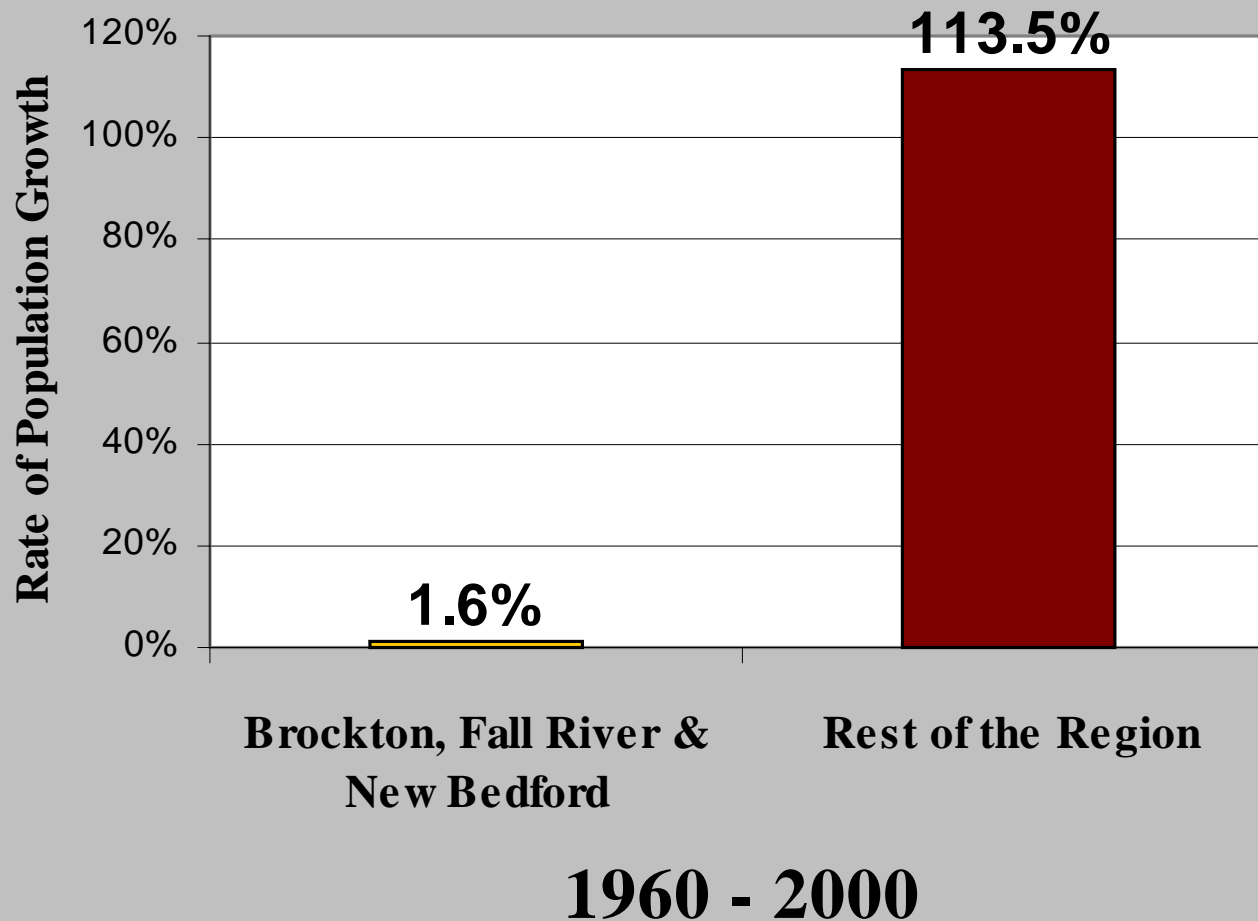 Rate of Population Growth
120%
100%
80%
60%
40%
20%
0%
113.5%
1.6%
Brockton, Fall River &
New Bedford
Rest of the Region
1960 - 2000